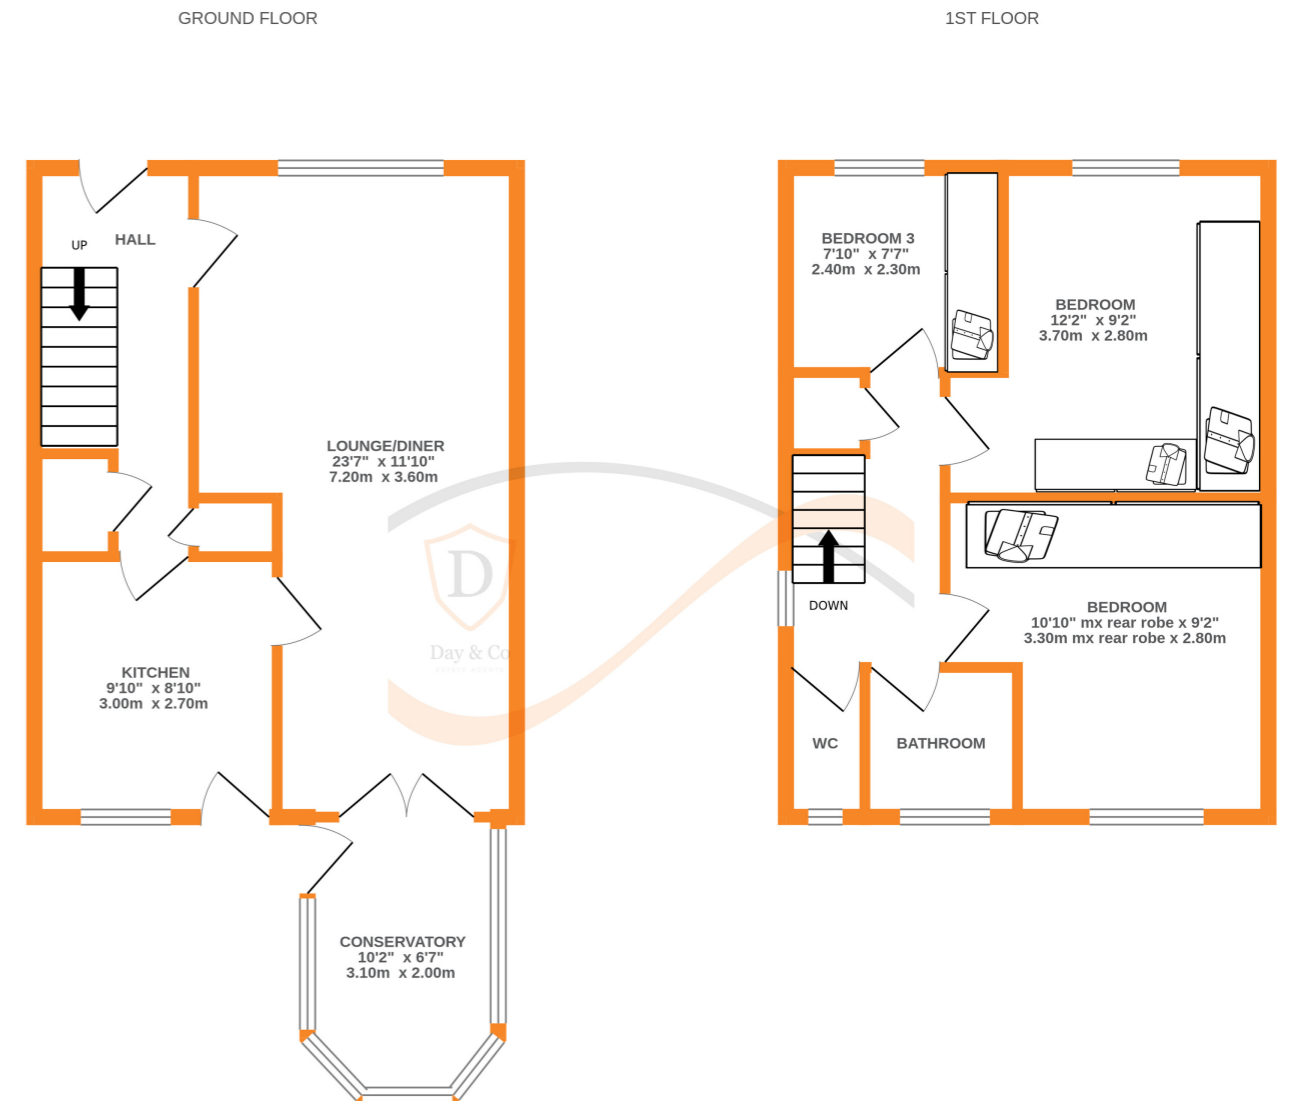 GROUND FLOOR
1ST FLOOR
HALL
UP
LOUNGE/DINER
23'7" x 11'10"
7.20m x 3.60m
KITCHEN
9'10" x 8'10"
3.00m x 2.70m
CONSERVATORY
10'2" x 6'7"
3.10m x 2.00m
D
Day & Co
BEDROOM 3
7'10" x 7'7"
2.40m x 2.30m
BEDROOM
12'2" x 9'2"
3.70m x 2.80m
DOWN
BEDROOM
10'10" mx rear robe x 9'2"
3.30m mx rear robe x 2.80m
WC
BATHROOM